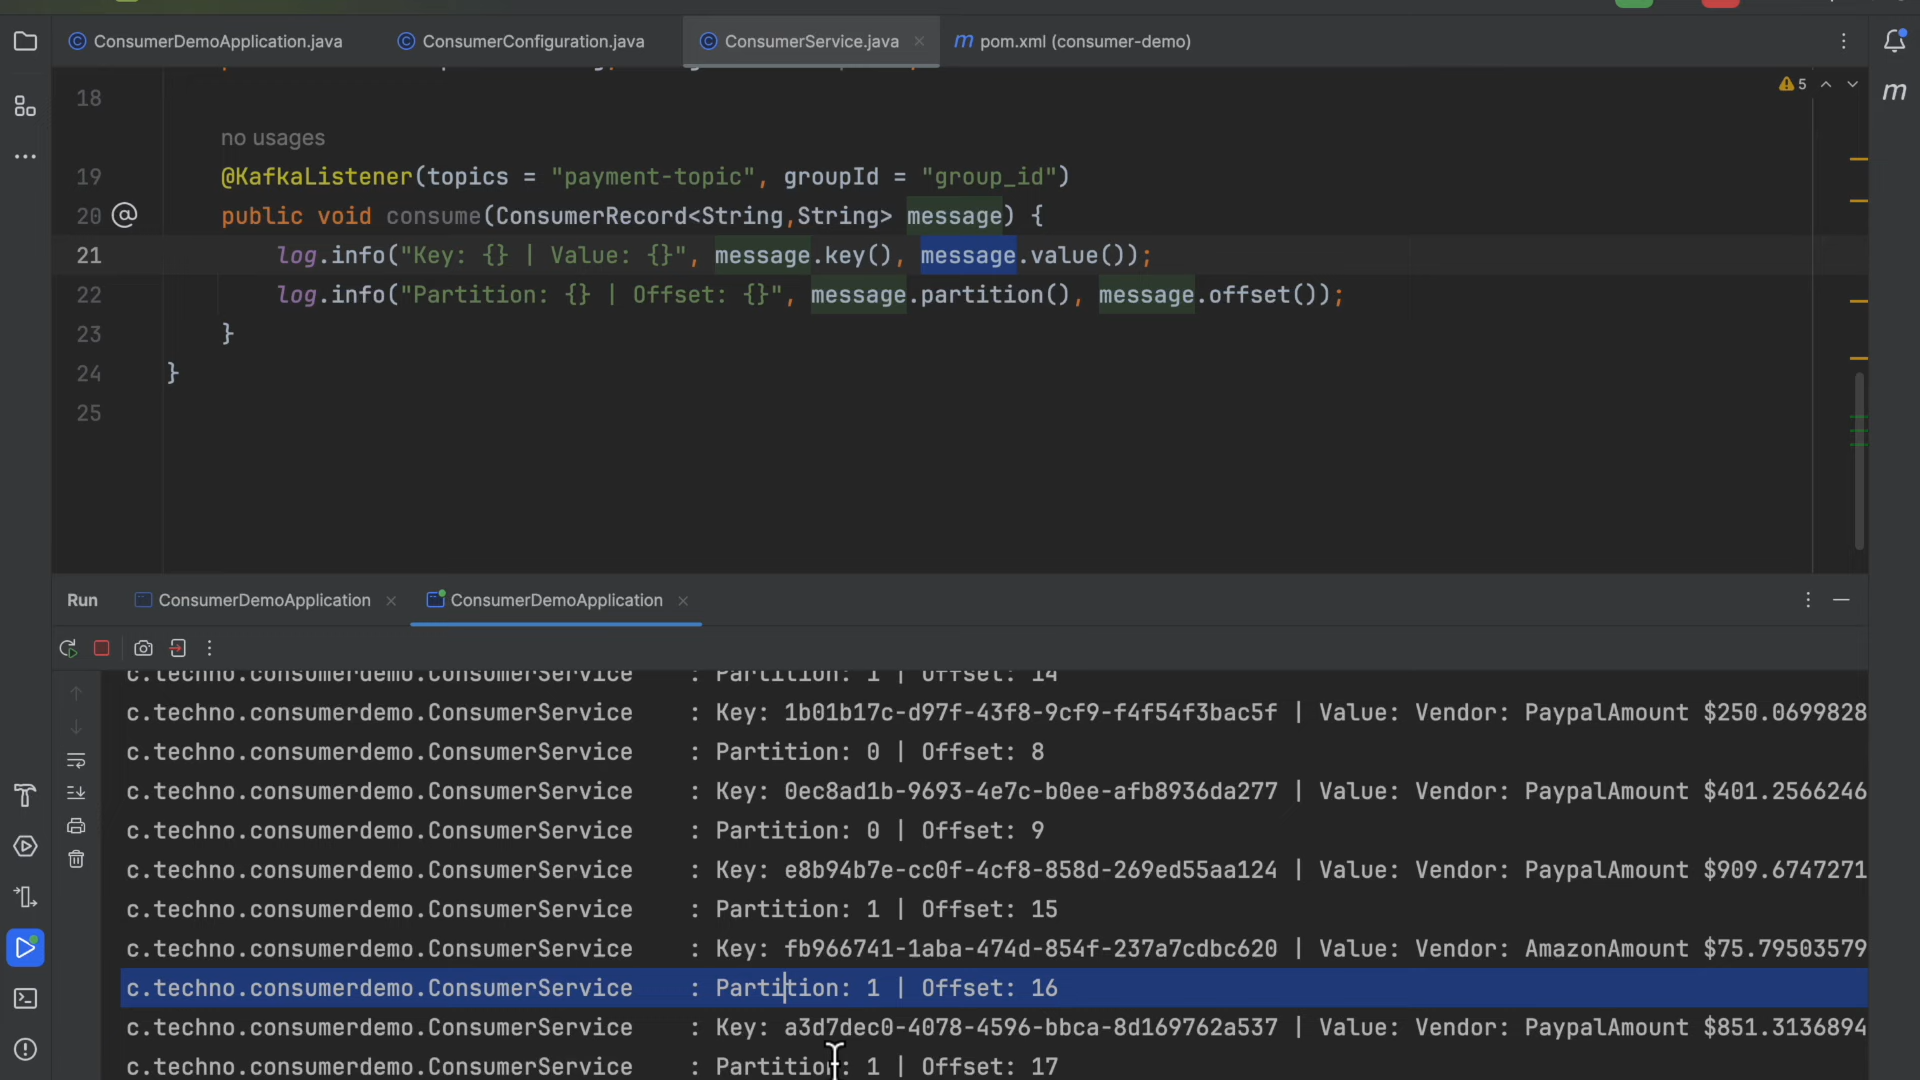 ConsumerDemoApplication.java
ConsumerConfiguration.java
ConsumerService.java
pom.xml (consumer-demo)
5
18
no usages
19 @KafkaListener(topics = "payment-topic", groupId = "group_id")
20 public void consume(ConsumerRecord<String,String> message) {
21 log.info("Key: {} | Value: {}", message.key(), message.value());
22 log.info("Partition: {} | Offset: {}", message.partition(), message.offset());
23 }
24 }
25
Run
ConsumerDemoApplication
ConsumerDemoApplication
c.techno.consumerdemo.ConsumerService : Partition: 1 | Offset: 14
c.techno.consumerdemo.ConsumerService : Key: 1b01b17c-d97f-43f8-9cf9-f4f54f3bac5f | Value: Vendor: PaypalAmount $250.0699828
c.techno.consumerdemo.ConsumerService : Partition: 0 | Offset: 8
c.techno.consumerdemo.ConsumerService : Key: 0ec8ad1b-9693-4e7c-b0ee-afb8936da277 | Value: Vendor: PaypalAmount $401.2566246
c.techno.consumerdemo.ConsumerService : Partition: 0 | Offset: 9
c.techno.consumerdemo.ConsumerService : Key: e8b94b7e-cc0f-4cf8-858d-269ed55aa124 | Value: Vendor: PaypalAmount $909.6747271
c.techno.consumerdemo.ConsumerService : Partition: 1 | Offset: 15
c.techno.consumerdemo.ConsumerService : Key: fb966741-1aba-474d-854f-237a7cdbc620 | Value: Vendor: AmazonAmount $75.79503579
c.techno.consumerdemo.ConsumerService : Partition: 1 | Offset: 16
c.techno.consumerdemo.ConsumerService : Key: a3d7dec0-4078-4596-bbca-8d169762a537 | Value: Vendor: PaypalAmount $851.3136894
c.techno.consumerdemo.ConsumerService : Partition: 1 | Offset: 17